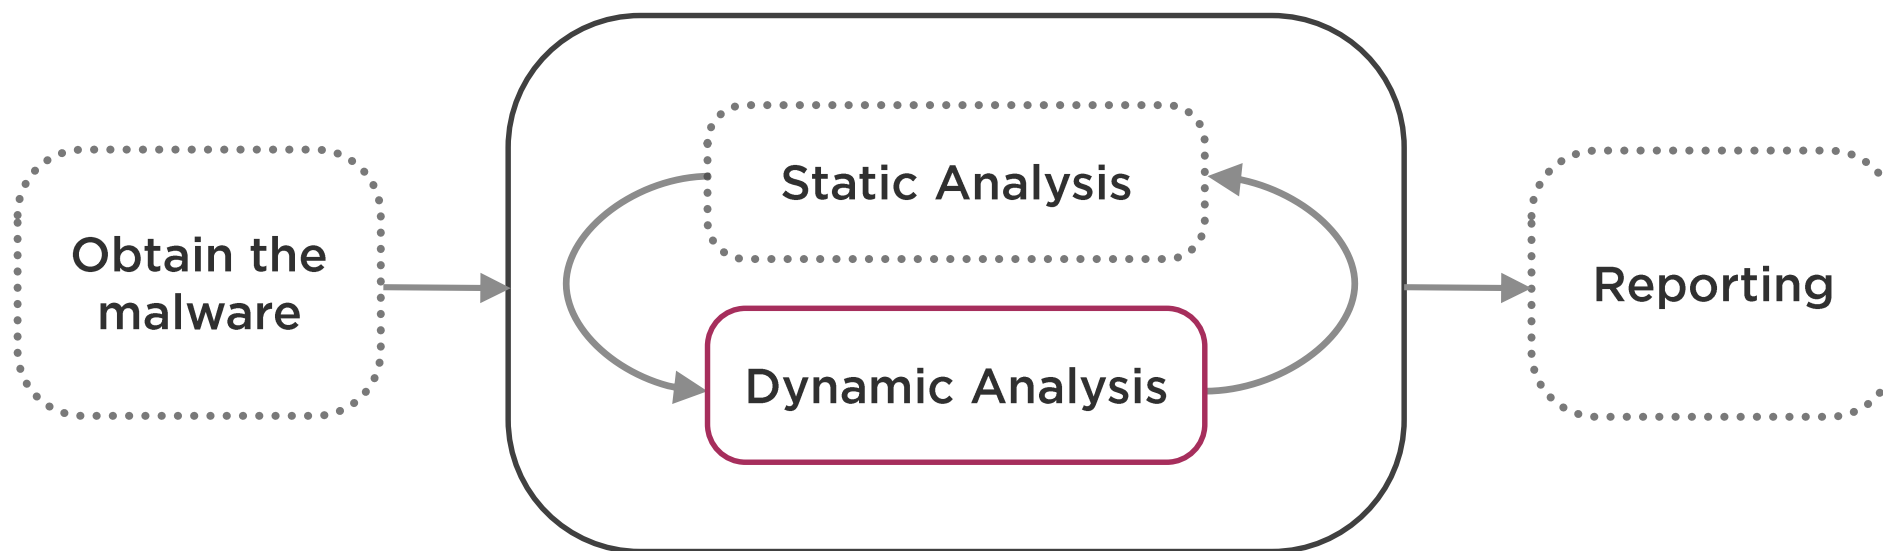 Obtain the
malware
Static Analysis
Dynamic Analysis
Reporting